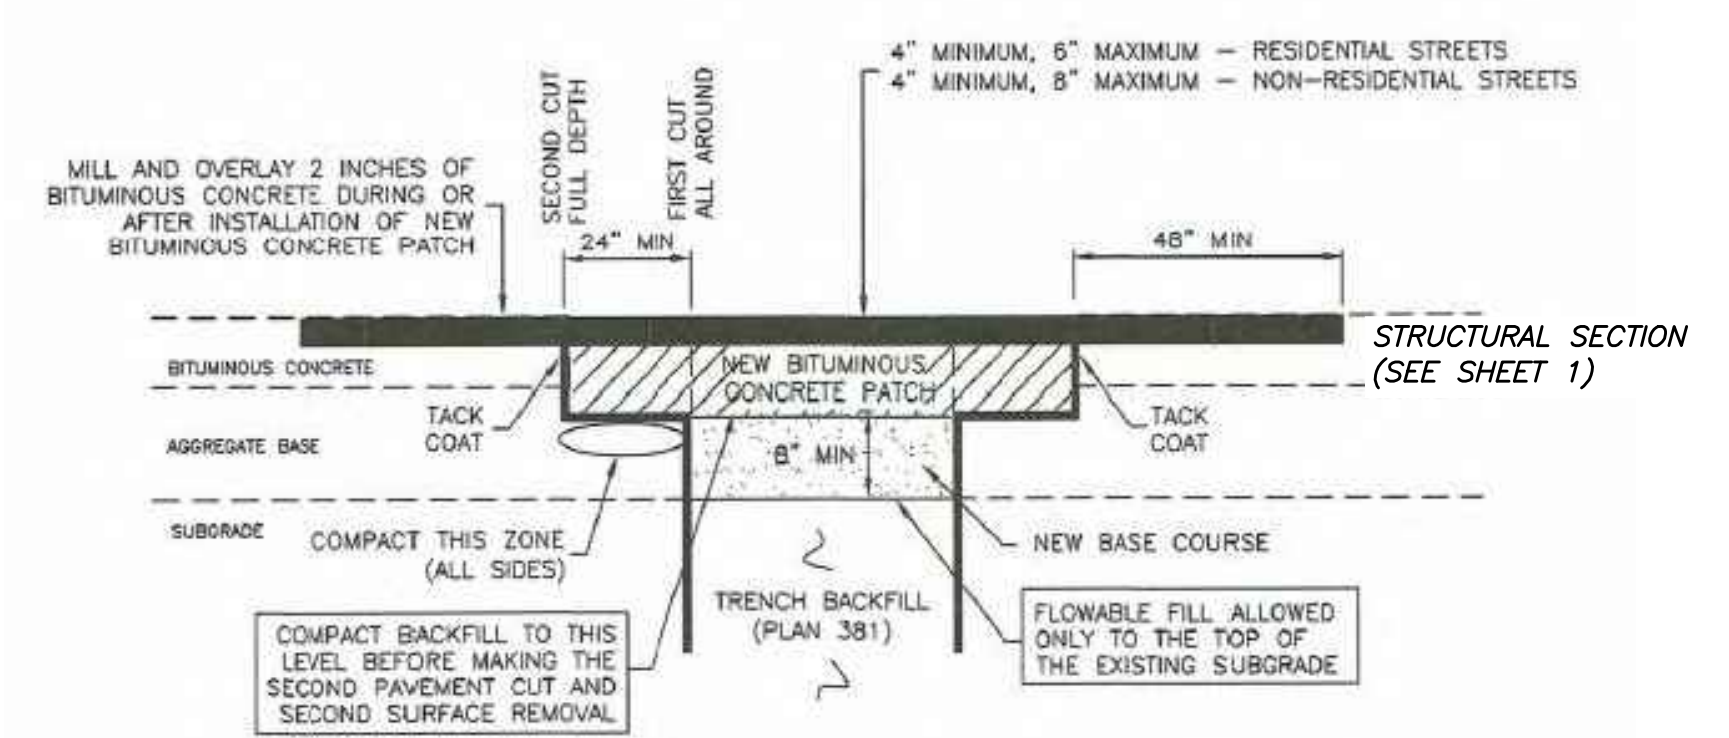 4" MINIMUM, 6" MAXIMUM – RESIDENTIAL STREETS
4" MINIMUM, 8" MAXIMUM – NON-RESIDENTIAL STREETS
SECOND CUT
FULL DEPTH
FIRST CUT
ALL AROUND
MILL AND OVERLAY 2 INCHES OF
BITUMINOUS CONCRETE DURING OR
AFTER INSTALLATION OF NEW
BITUMINOUS CONCRETE PATCH
24" MIN
48" MIN
STRUCTURAL SECTION
(SEE SHEET 1)
BITUMINOUS CONCRETE
NEW BITUMINOUS
CONCRETE PATCH
TACK
COAT
TACK
COAT
AGGREGATE BASE
8" MIN
SUBGRADE
COMPACT THIS ZONE
(ALL SIDES)
NEW BASE COURSE
TRENCH BACKFILL
(PLAN 381)
COMPACT BACKFILL TO THIS
LEVEL BEFORE MAKING THE
SECOND PAVEMENT CUT AND
SECOND SURFACE REMOVAL
FLOWABLE FILL ALLOWED
ONLY TO THE TOP OF
THE EXISTING SUBGRADE